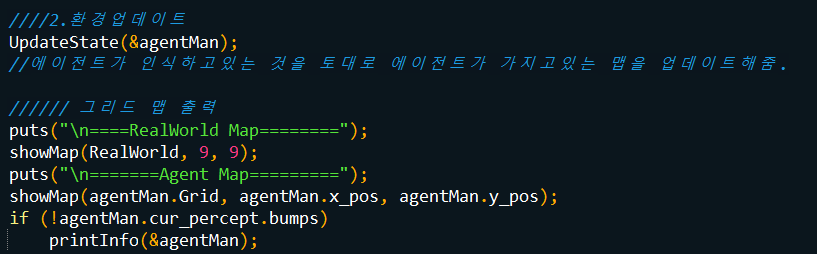 ////2.환경업데이트
UpdateState(&agentMan);
//에이전트가 인식하고있는 것을 토대로 에이전트가 가지고있는 맵을 업데이트해줌.
////// 그리드 맵 출력
puts("\n====RealWorld Map========");
showMap(RealWorld, 9, 9);
puts("\n=======Agent Map=========");
showMap(agentMan.Grid, agentMan.x_pos, agentMan.y_pos);
if (!agentMan.cur_percept.bumps)
    printInfo(&agentMan);